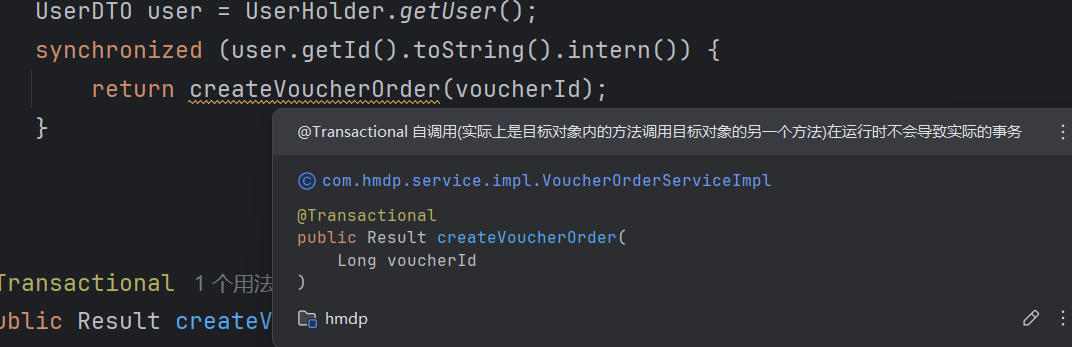 UserDTO user = UserHolder.getUser();
synchronized (user.getId().toString().intern()) {
return createVoucherOrder(voucherId);
}
@Transactional 自调用(实际上是目标对象内的方法调用目标对象的另一个方法)在运行时不会导致实际的事务
com.hmdp.service.impl.VoucherOrderServiceImpl
@Transactional
public Result createVoucherOrder(
Long voucherId
)
hmdp
Transactional 1 个用法
ublic Result createV